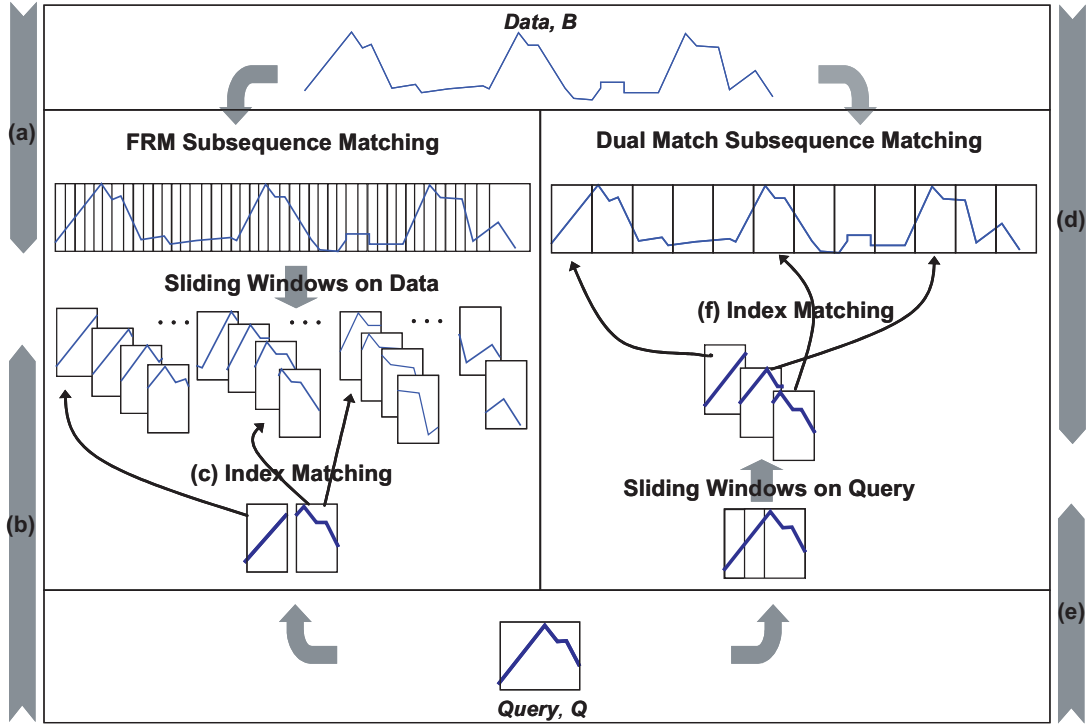 Data, B
(a)
FRM Subsequence Matching
Dual Match Subsequence Matching
(d)
Sliding Windows on Data
. . .
. . .
. . .
(f) Index Matching
(c) Index Matching
Sliding Windows on Query
(b)
(e)
Query, Q